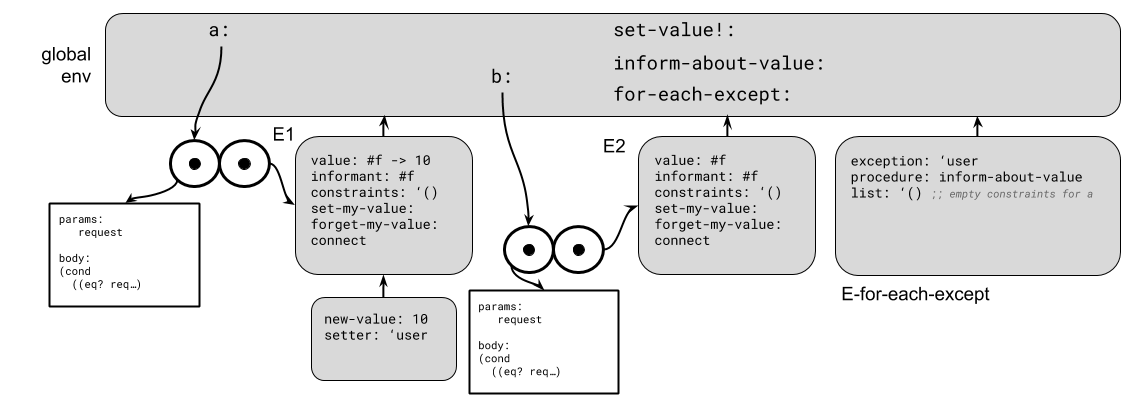 a:
set-value!:
global
env
inform-about-value:
b:
for-each-except:
E1
value: #f -> 10
informant: #f
constraints: ‘()
set-my-value:
forget-my-value:
connect
E2
value: #f
informant: #f
constraints: ‘()
set-my-value:
forget-my-value:
connect
exception: ‘user
procedure: inform-about-value
list: ‘() ;; empty constraints for a
E-for-each-except
params:
request
body:
(cond
((eq? req…)
new-value: 10
setter: ‘user
params:
request
body:
(cond
((eq? req…)